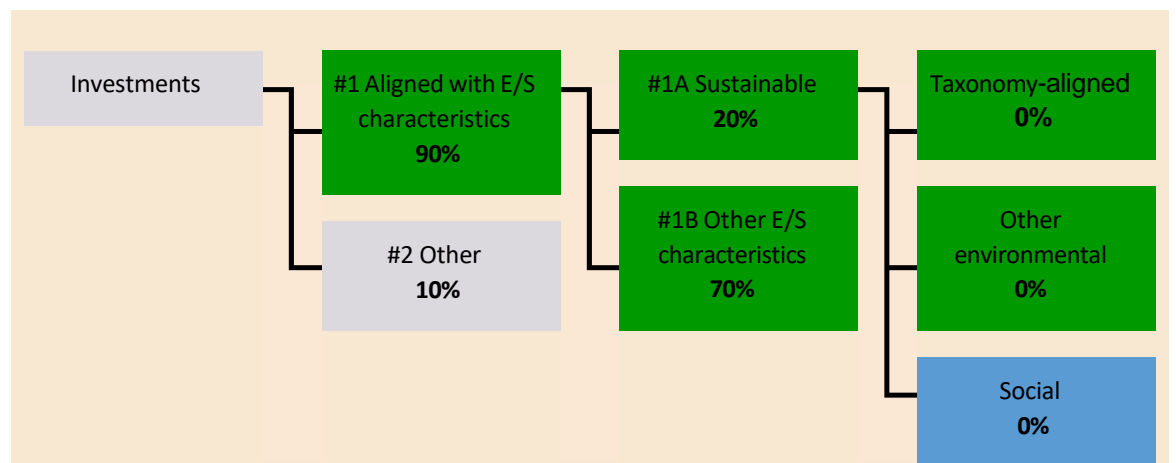 Investments
#1 Aligned with E/S
characteristics
90%
#2 Other
10%
#1A Sustainable
20%
#1B Other E/S
characteristics
70%
Taxonomy-aligned
0%
Other
environmental
0%
Social
0%